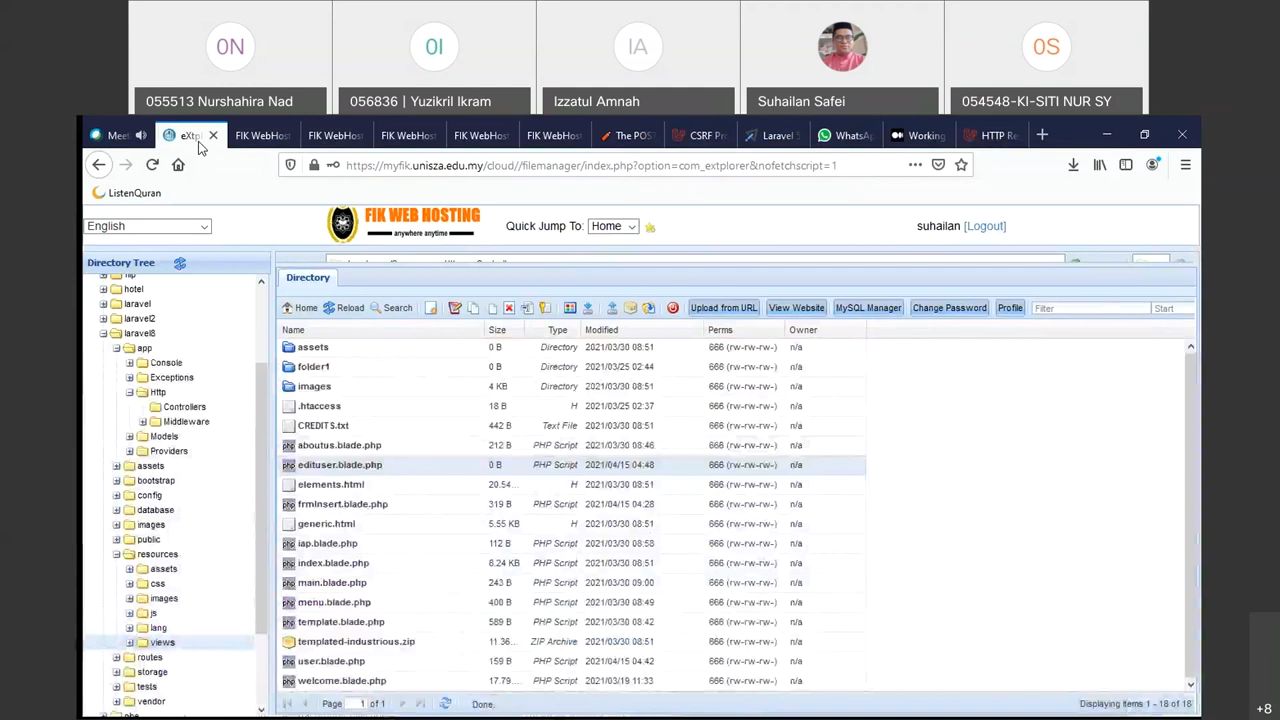 0N
0I
IA
0S
055513 Nurshahira Nad
056836 | Yuzikril Ikram
Izzatul Amnah
Suhailan Safei
054548-KI-SITI NUR SY
Meet
eXtpl
FIK WebHost
FIK WebHost
FIK WebHost
FIK WebHost
FIK WebHost
The POST
CSRF Pro
Laravel 5
WhatsAp
Working
HTTP Re
https://myfik.unisza.edu.my/cloud//filemanager/index.php?option=com_extplorer&nofetchscript=1
ListenQuran
English
FIK WEB HOSTING
anywhere anytime
Quick Jump To:
Home
suhailan [Logout]
Directory Tree
hotel
laravel
laravel2
laravel8
app
Console
Exceptions
Http
Controllers
Middleware
Models
Providers
assets
bootstrap
config
database
images
public
resources
assets
css
images
js
lang
views
routes
storage
tests
vendor
Directory
Home Reload Search Upload from URL View Website MySQL Manager Change Password Profile Filter Start
Name Size Type Modified Perms Owner
assets 0 B Directory 2021/03/30 08:51 666 (rw-rw-rw-) n/a
folder1 0 B Directory 2021/03/25 02:44 666 (rw-rw-rw-) n/a
images 4 KB Directory 2021/03/30 08:51 666 (rw-rw-rw-) n/a
.htaccess 18 B H 2021/03/25 02:37 666 (rw-rw-rw-) n/a
CREDITS.txt 442 B Text File 2021/03/30 08:51 666 (rw-rw-rw-) n/a
aboutus.blade.php 212 B PHP Script 2021/03/30 08:46 666 (rw-rw-rw-) n/a
edituser.blade.php 0 B PHP Script 2021/04/15 04:48 666 (rw-rw-rw-) n/a
elements.html 20.54... H 2021/03/30 08:51 666 (rw-rw-rw-) n/a
frmInsert.blade.php 319 B PHP Script 2021/04/15 04:28 666 (rw-rw-rw-) n/a
generic.html 5.55 KB H 2021/03/30 08:51 666 (rw-rw-rw-) n/a
iap.blade.php 112 B PHP Script 2021/03/30 08:58 666 (rw-rw-rw-) n/a
index.blade.php 8.24 KB PHP Script 2021/03/30 08:51 666 (rw-rw-rw-) n/a
main.blade.php 243 B PHP Script 2021/03/30 09:00 666 (rw-rw-rw-) n/a
menu.blade.php 400 B PHP Script 2021/03/30 08:49 666 (rw-rw-rw-) n/a
template.blade.php 589 B PHP Script 2021/03/30 08:42 666 (rw-rw-rw-) n/a
templated-industrious.zip 11.36... ZIP Archive 2021/03/30 08:51 666 (rw-rw-rw-) n/a
user.blade.php 159 B PHP Script 2021/04/15 04:42 666 (rw-rw-rw-) n/a
welcome.blade.php 17.79... PHP Script 2021/03/19 11:33 666 (rw-rw-rw-) n/a
Page 1 of 1 Done. Displaying items 1 - 18 of 18
+8